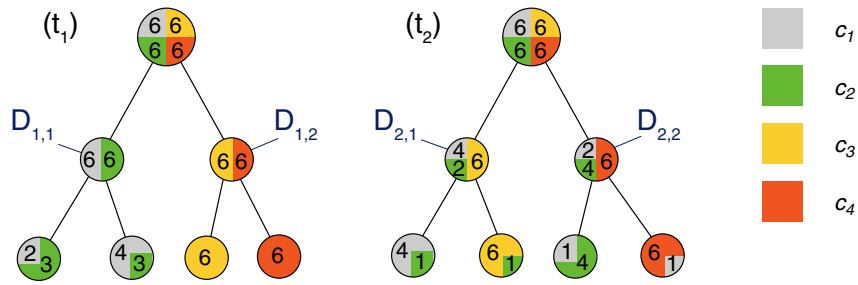 (t1) 6 6 (t2) 6 6 c1
6 6 6 6
c2
D1,1 D1,2 D2,1 D2,2
4 2 c3
6 6 6 6 6 6
2 4
c4
2 4 6 6 4 6 1 6
3 3 1 1 4 1